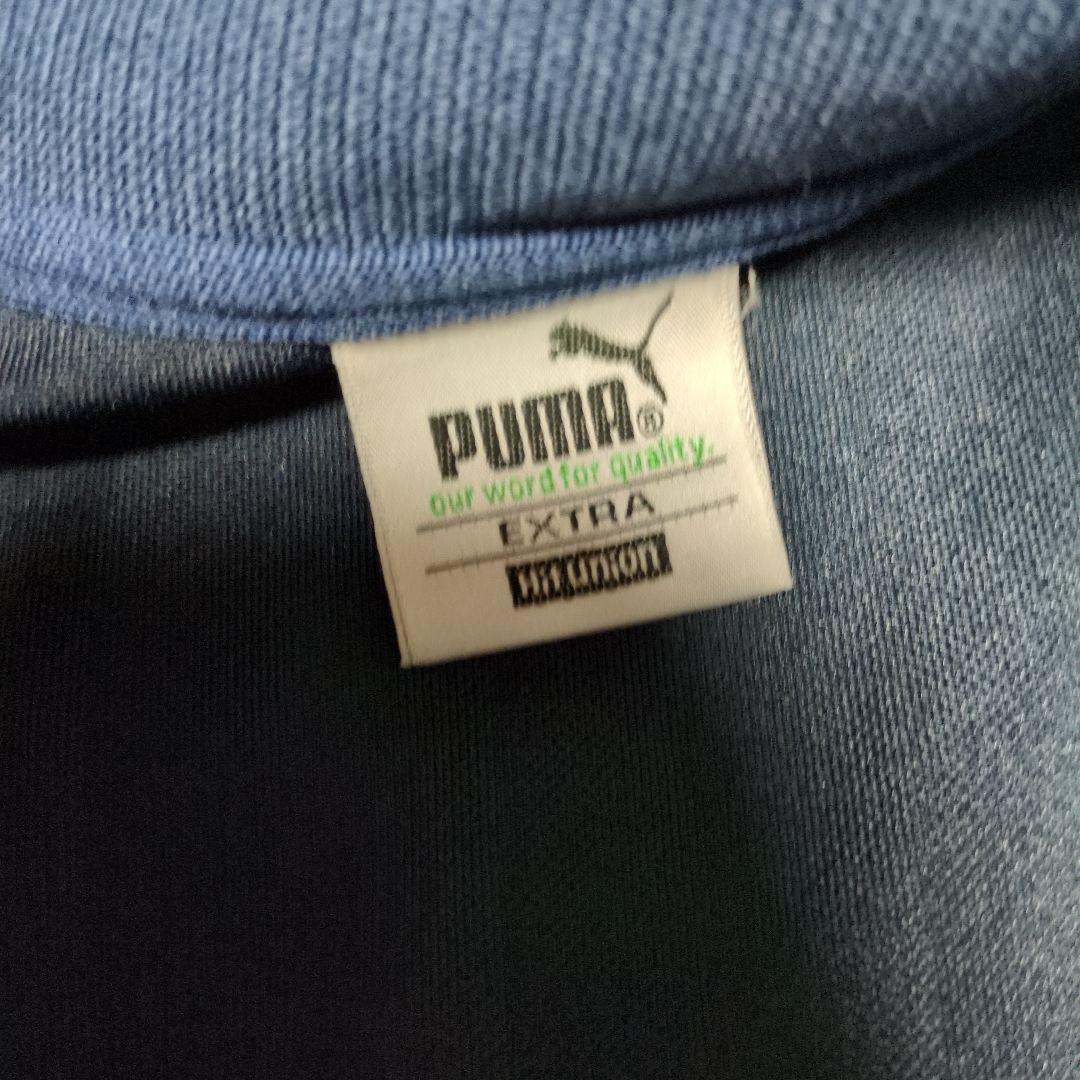 PUMA®
our word for quality.
EXTRA
Hit union